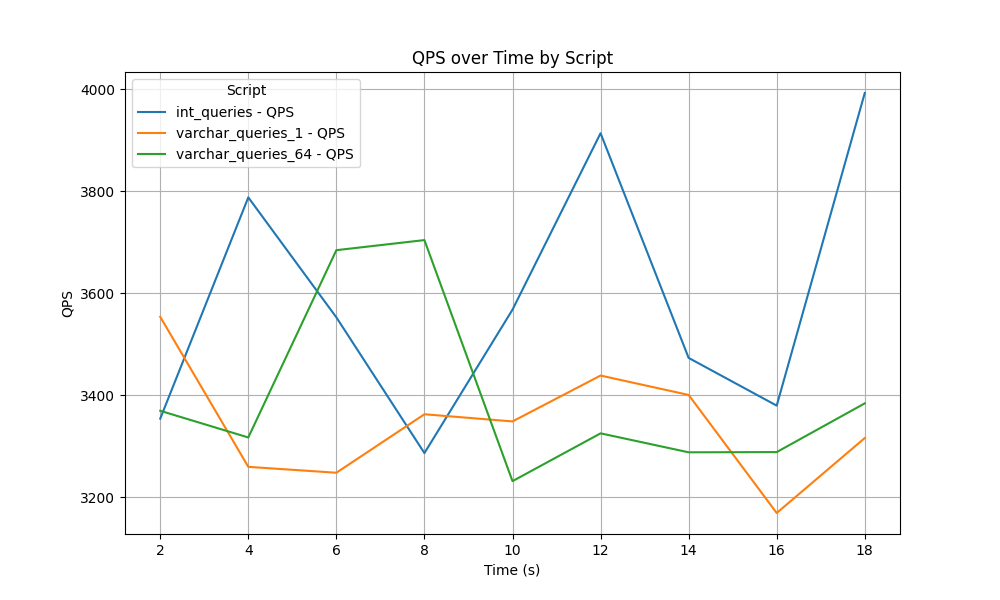 QPS over Time by Script
Script
int_queries - QPS
varchar_queries_1 - QPS
varchar_queries_64 - QPS
QPS
4000
3800
3600
3400
3200
2 4 6 8 10 12 14 16 18
Time (s)